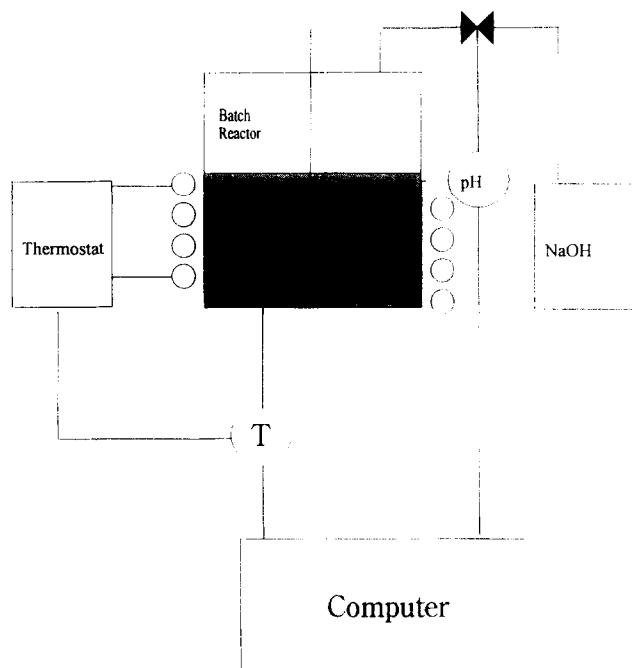 Batch
Reactor
pH
Thermostat
NaOH
T
Computer